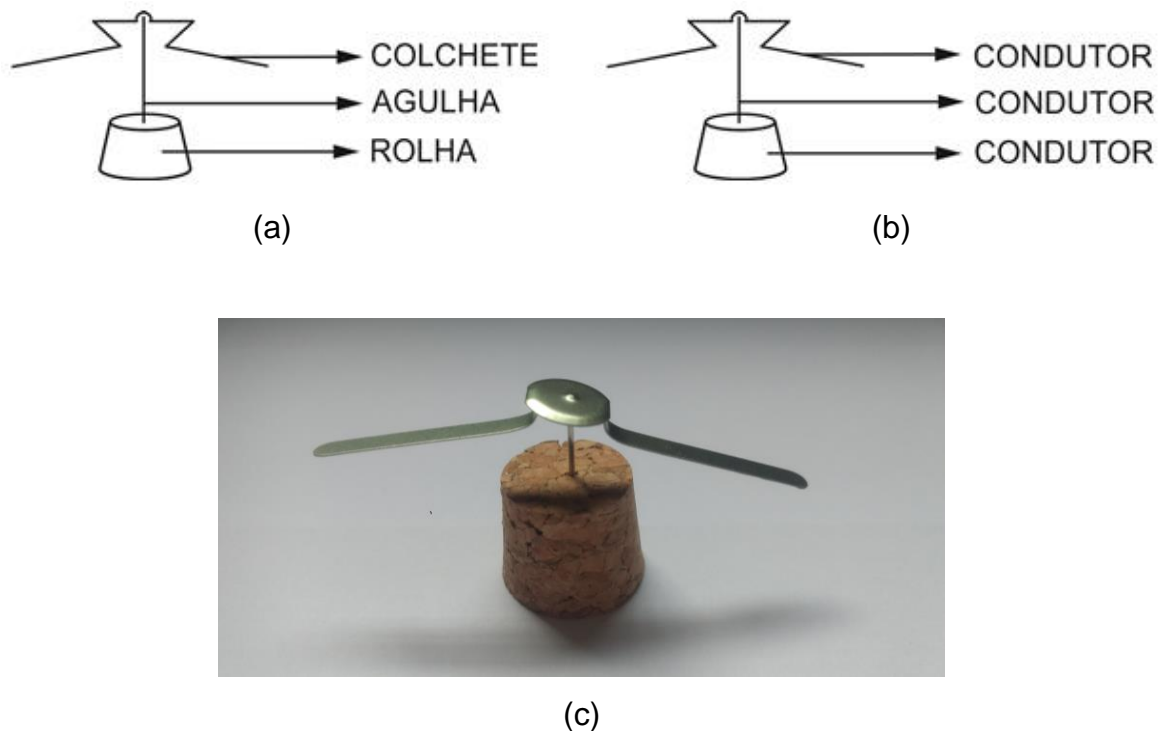 COLCHETE
AGULHA
ROLHA
(a)
CONDUTOR
CONDUTOR
CONDUTOR
(b)
(c)